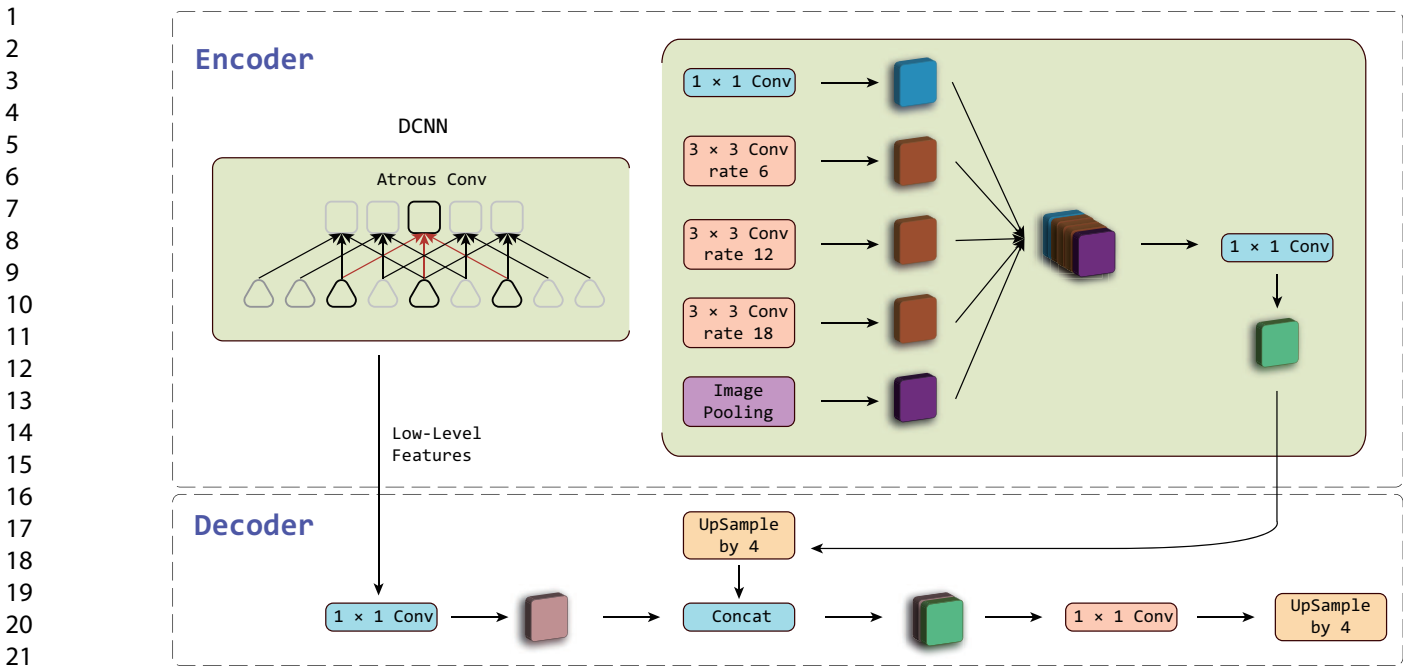 1
2
3
4
5
6
7
8
9
10
11
12
13
14
15
16
17
18
19
20
21
Encoder
DCNN
Atrous Conv
1 × 1 Conv
3 × 3 Conv
rate 6
3 × 3 Conv
rate 12
3 × 3 Conv
rate 18
Image
Pooling
1 × 1 Conv
Low-Level
Features
Decoder
UpSample
by 4
1 × 1 Conv
Concat
1 × 1 Conv
UpSample
by 4